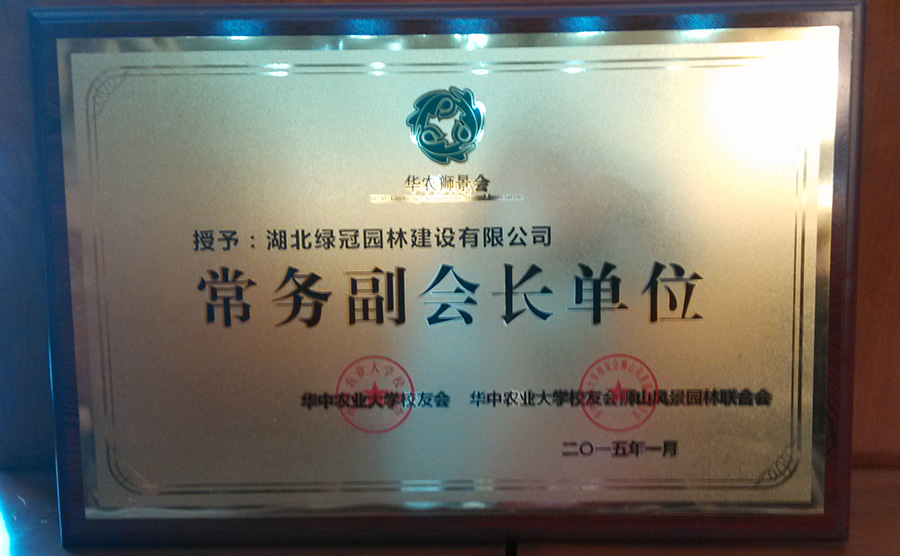 华农狮景会
授予：湖北绿冠园林建设有限公司
常务副会长单位
华中农业大学校友会 华中农业大学校友会狮山风景园林联合会
二〇一五年一月